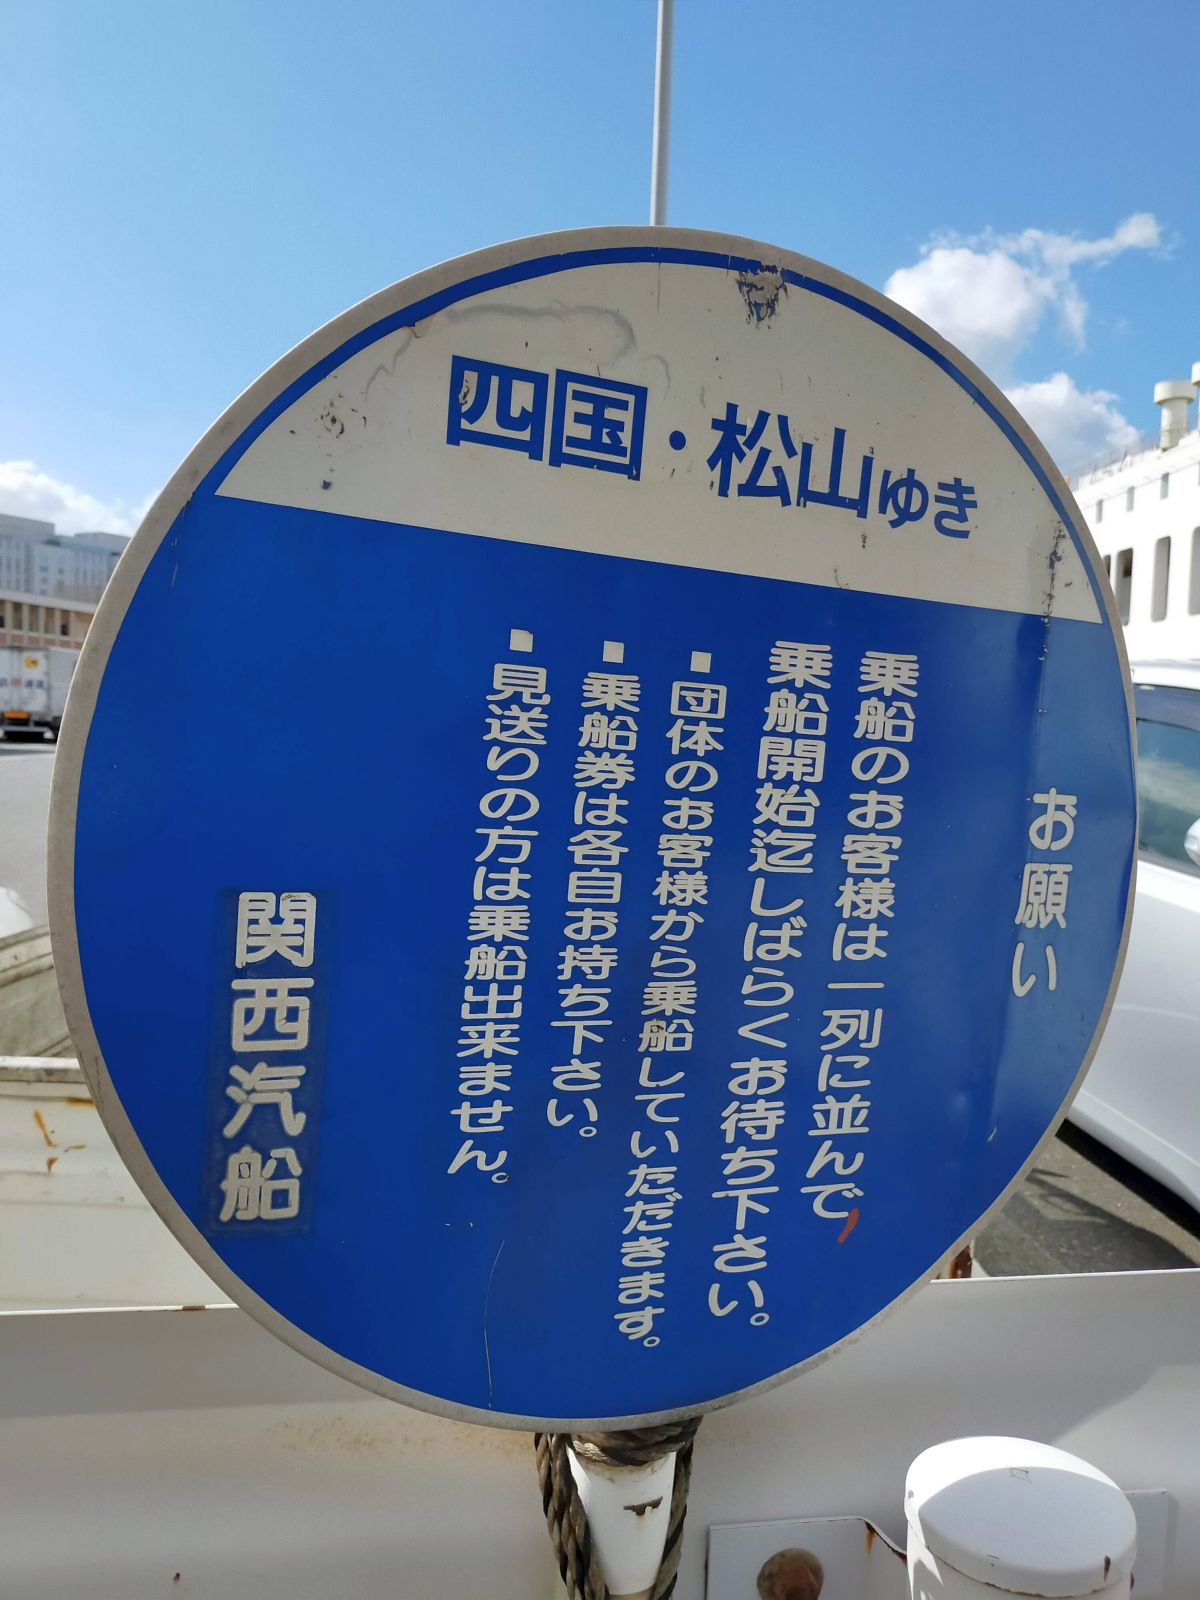 四国・松山ゆき
お願い
乗船のお客様は一列に並んで
乗船開始迄しばらくお待ち下さい。
▪団体のお客様から乗船していただきます。
▪乗船券は各自お持ち下さい。
▪見送りの方は乗船出来ません。
関西汽船